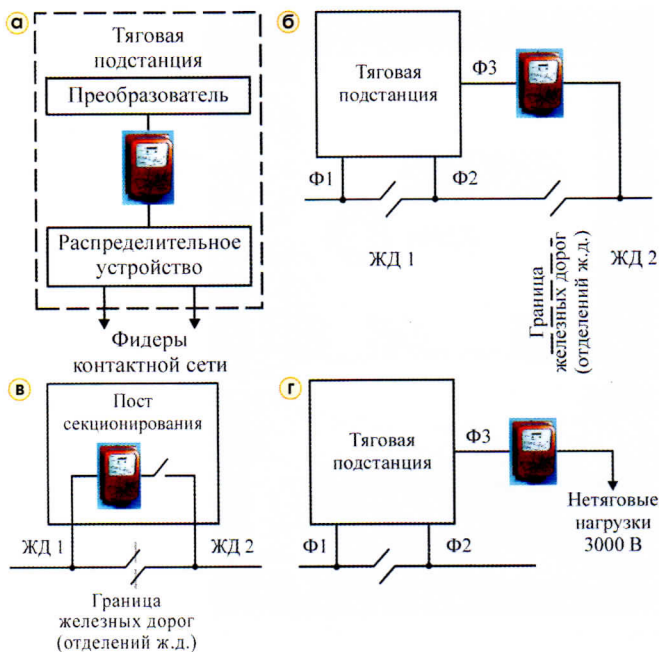 а
Тяговая
подстанция
Преобразователь
Распределительное
устройство
Фидеры
контактной сети
б
Тяговая
подстанция
Ф3
Ф1
Ф2
ЖД 1
ЖД 2
Граница
железных дорог
(отделений ж.д.)
в
Пост
секционирования
ЖД 1
ЖД 2
Граница
железных дорог
(отделений ж.д.)
г
Тяговая
подстанция
Ф3
Ф1
Ф2
Нетяговые
нагрузки
3000 В